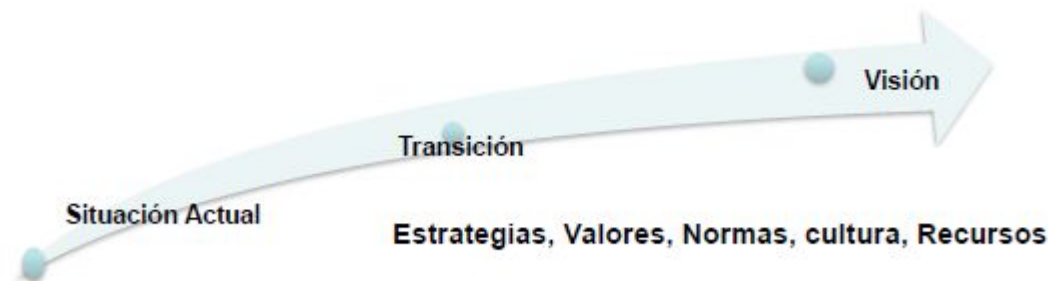 Visión
Transición
Situación Actual
Estrategias, Valores, Normas, cultura, Recursos